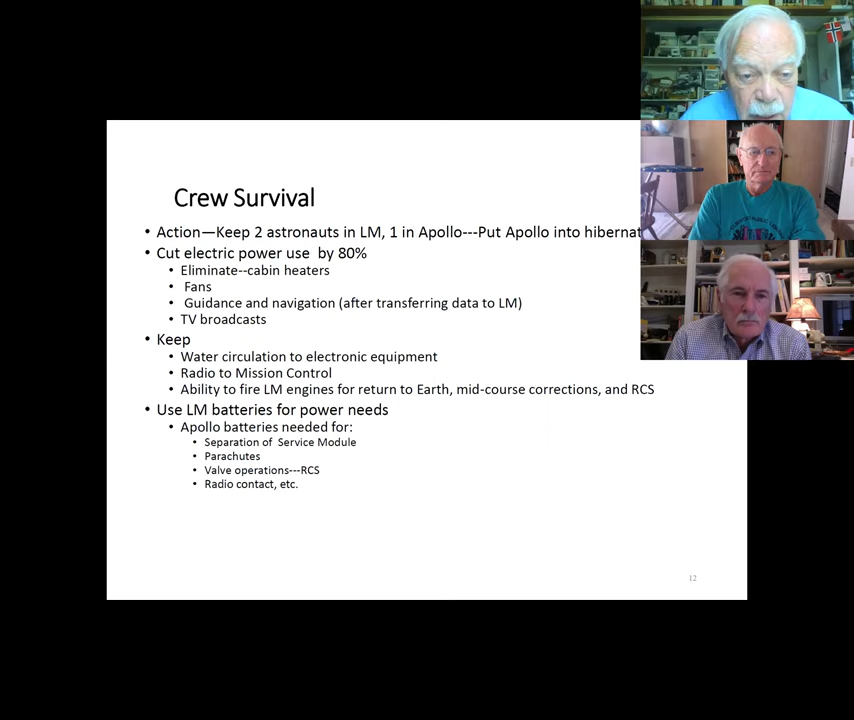 Crew Survival
• Action—Keep 2 astronauts in LM, 1 in Apollo---Put Apollo into hibernat
• Cut electric power use  by 80%
• Eliminate--cabin heaters
• Fans
• Guidance and navigation (after transferring data to LM)
• TV broadcasts
• Keep
• Water circulation to electronic equipment
• Radio to Mission Control
• Ability to fire LM engines for return to Earth, mid-course corrections, and RCS
• Use LM batteries for power needs
• Apollo batteries needed for:
• Separation of  Service Module
• Parachutes
• Valve operations---RCS
• Radio contact, etc.
12